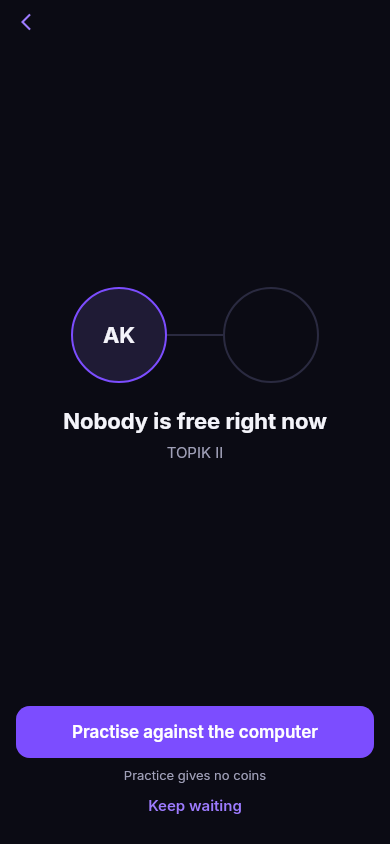 AK
Nobody is free right now
TOPIK II
Practise against the computer
Practice gives no coins
Keep waiting